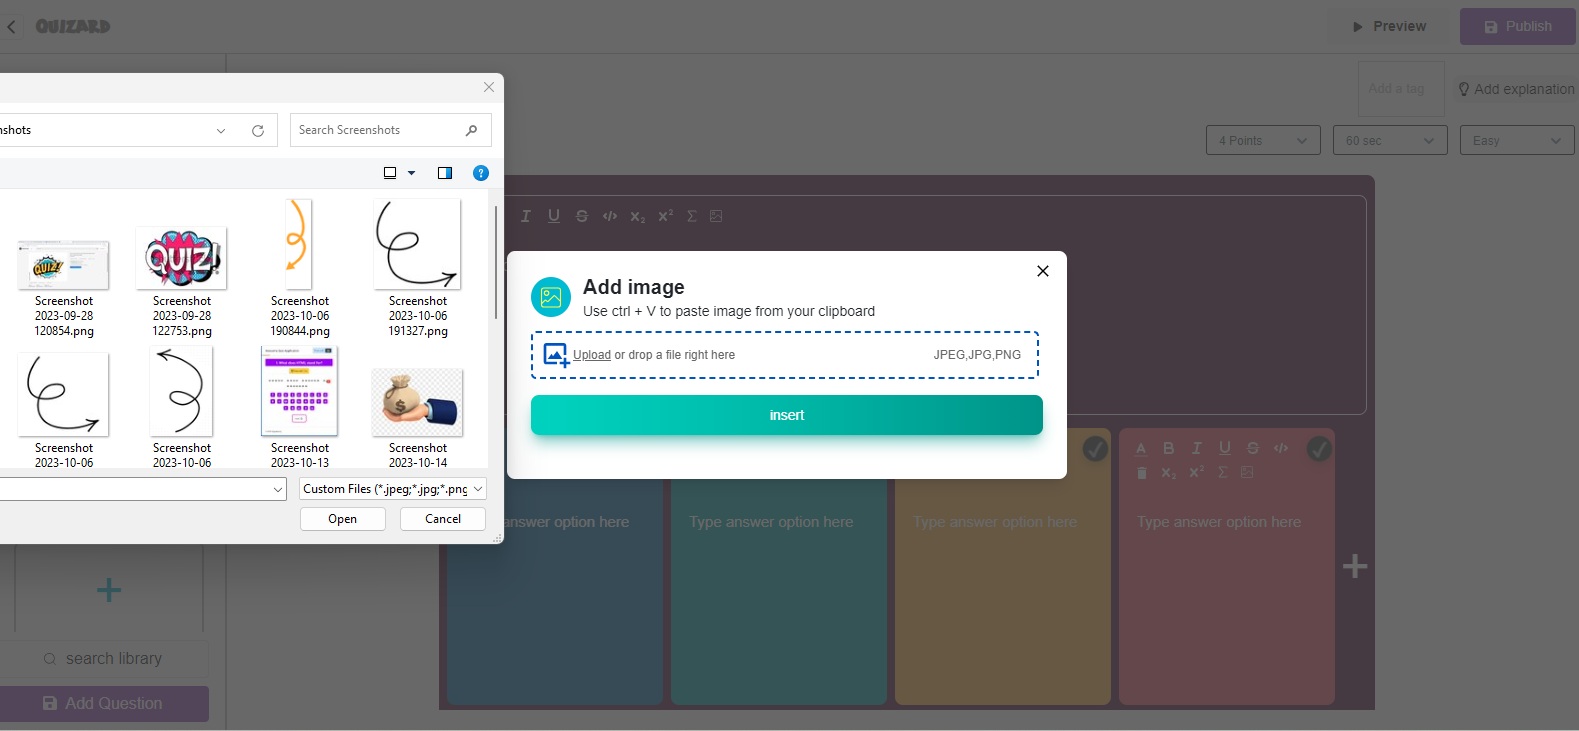 QUIZARD
Preview
Publish
Add a tag
Add explanation
nshots
Search Screenshots
4 Points
60 sec
Easy
QUIZ!
QUIZ!
Screenshot
2023-09-28
120854.png
Screenshot
2023-09-28
122753.png
Screenshot
2023-10-06
190844.png
Screenshot
2023-10-06
191327.png
Screenshot
2023-10-06
Screenshot
2023-10-06
Screenshot
2023-10-13
Screenshot
2023-10-14
Custom Files (*.jpeg;*.jpg;*.png
Open
Cancel
Add image
Use ctrl + V to paste image from your clipboard
Upload or drop a file right here
JPEG,JPG,PNG
insert
answer option here
Type answer option here
Type answer option here
Type answer option here
search library
Add Question